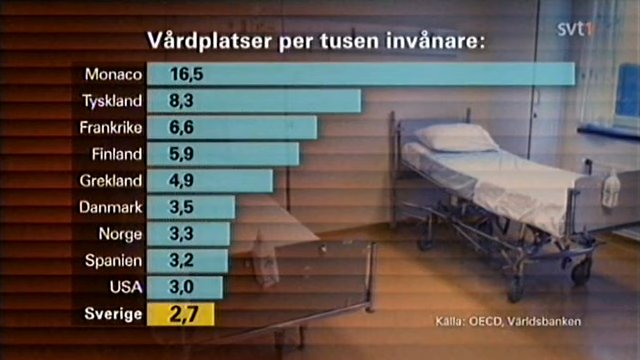 svt1
Vårdplatser per tusen invånare:
Monaco 16,5
Tyskland 8,3
Frankrike 6,6
Finland 5,9
Grekland 4,9
Danmark 3,5
Norge 3,3
Spanien 3,2
USA 3,0
Sverige 2,7
Källa: OECD, Världsbanken